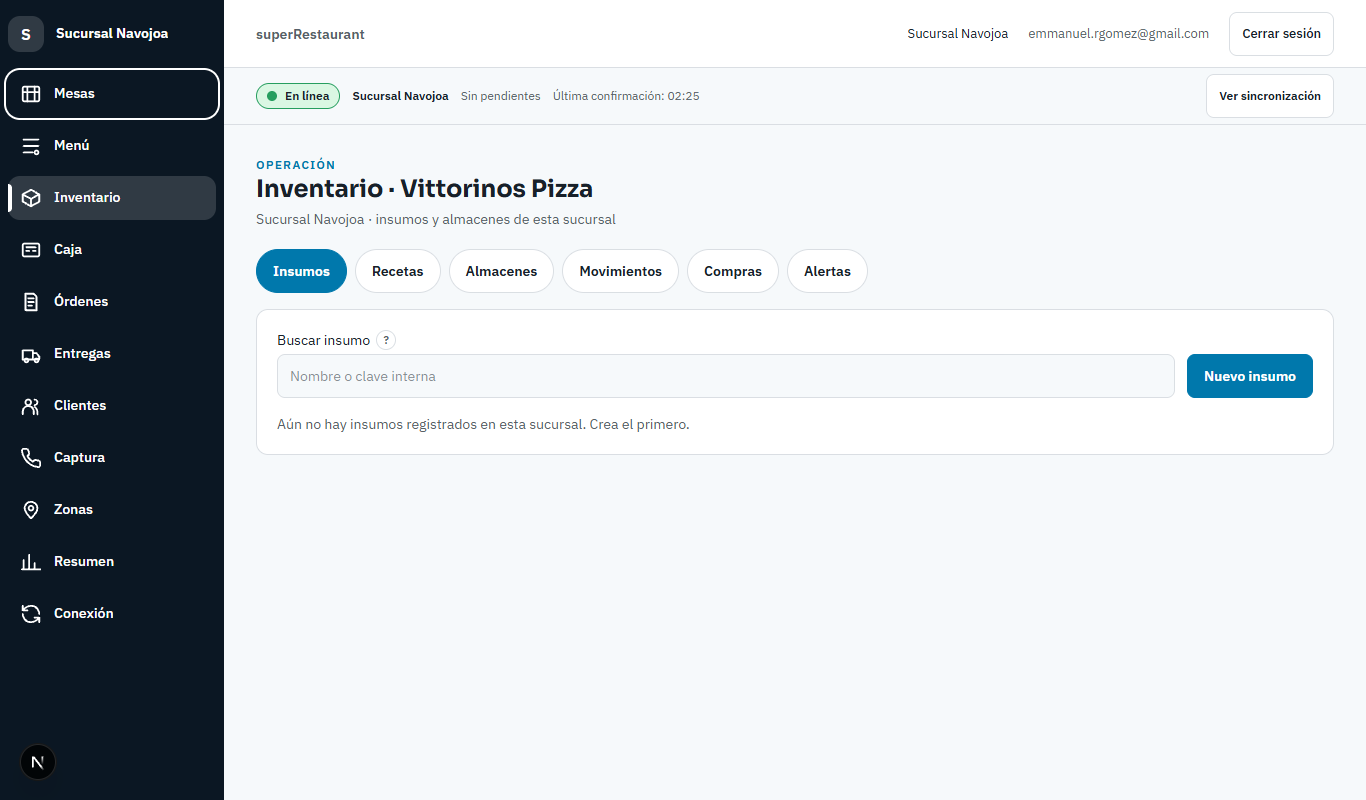 S Sucursal Navojoa
Mesas
Menú
Inventario
Caja
Órdenes
Entregas
Clientes
Captura
Zonas
Resumen
Conexión
N
superRestaurant Sucursal Navojoa emmanuel.rgomez@gmail.com Cerrar sesión
En línea Sucursal Navojoa Sin pendientes Última confirmación: 02:25 Ver sincronización
OPERACIÓN
Inventario · Vittorinos Pizza
Sucursal Navojoa · insumos y almacenes de esta sucursal
Insumos Recetas Almacenes Movimientos Compras Alertas
Buscar insumo ?
Nombre o clave interna Nuevo insumo
Aún no hay insumos registrados en esta sucursal. Crea el primero.